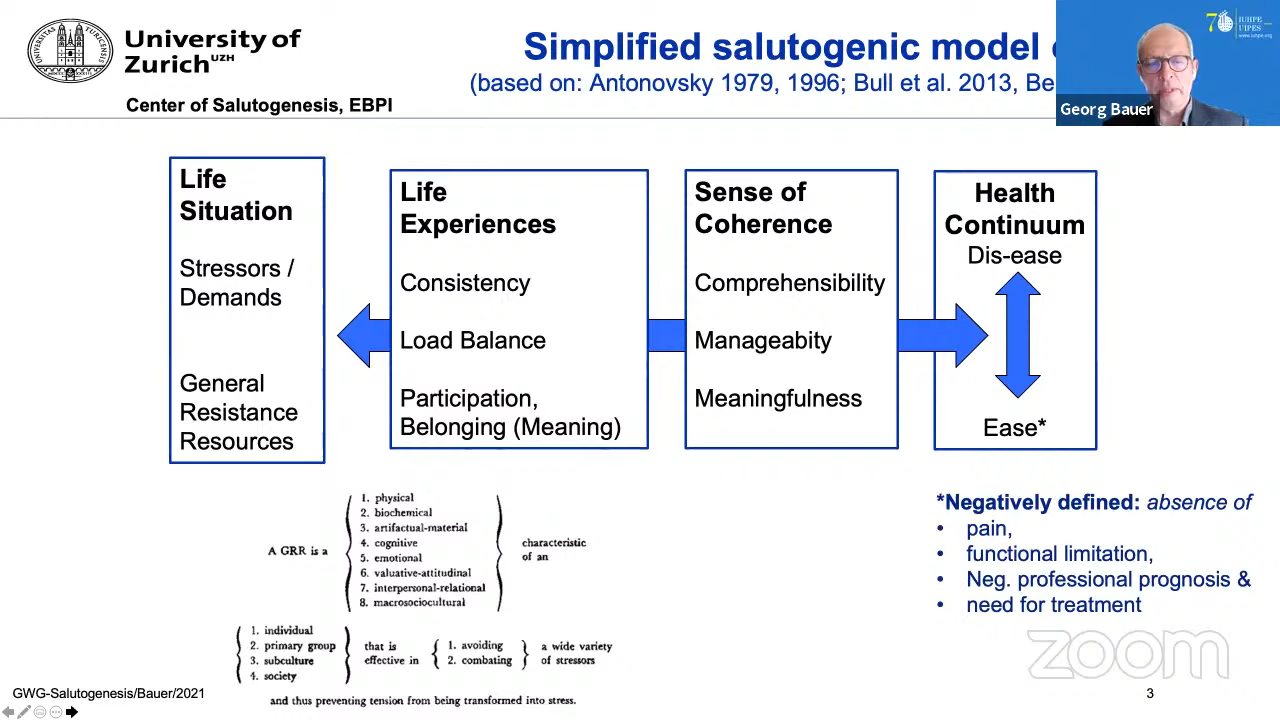 University of
Zurich UZH
Center of Salutogenesis, EBPI
Simplified salutogenic model
(based on: Antonovsky 1979, 1996; Bull et al. 2013,
70 IUHPE
UIPES
www.iuhpe.org
Georg Bauer
Life
Situation
Stressors /
Demands
General
Resistance
Resources
Life
Experiences
Consistency
Load Balance
Participation,
Belonging (Meaning)
Sense of
Coherence
Comprehensibility
Manageabity
Meaningfulness
Health
Continuum
Dis-ease
Ease*
A GRR is a
1. physical
2. biochemical
3. artifactual-material
4. cognitive
5. emotional
6. valuative-attitudinal
7. interpersonal-relational
8. macrosociocultural
characteristic
of an
1. individual
2. primary group
3. subculture
4. society
that is
effective in
1. avoiding
2. combating
a wide variety
of stressors
and thus preventing tension from being transformed into stress.
*Negatively defined: absence of
• pain,
• functional limitation,
• Neg. professional prognosis &
• need for treatment
zoom
GWG-Salutogenesis/Bauer/2021
3